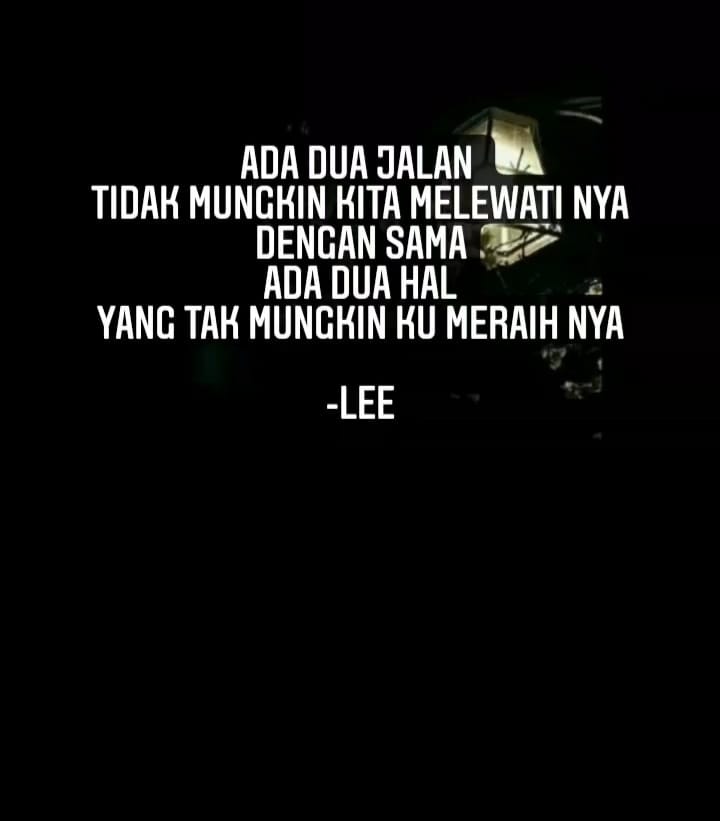 ADA DUA JALAN
TIDAK MUNGKIN KITA MELEWATI NYA
DENGAN SAMA
ADA DUA HAL
YANG TAK MUNGKIN KU MERAIH NYA
-LEE